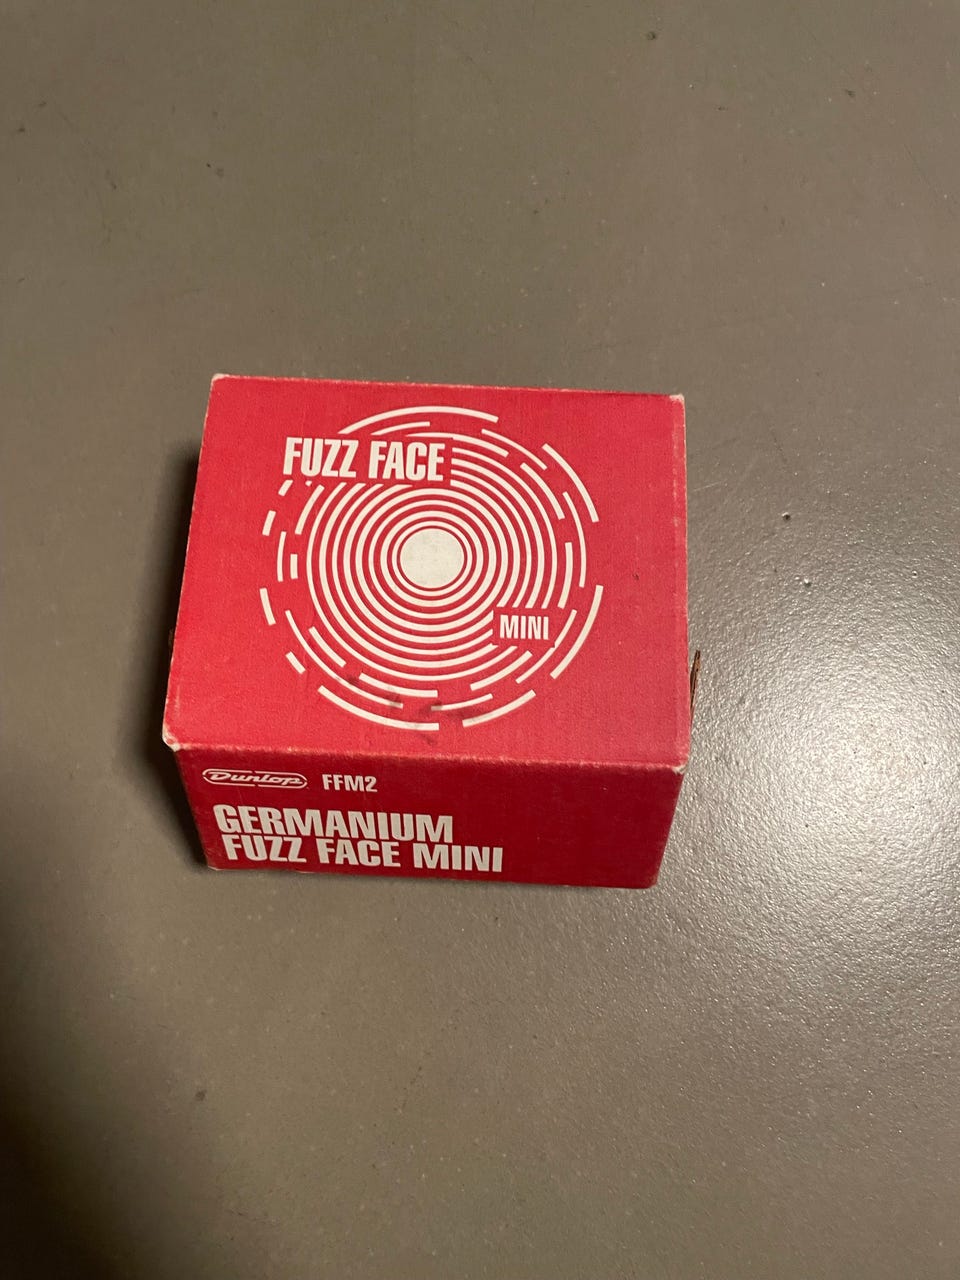 FUZZ FACE
MINI
Dunlop FFM2
GERMANIUM
FUZZ FACE MINI